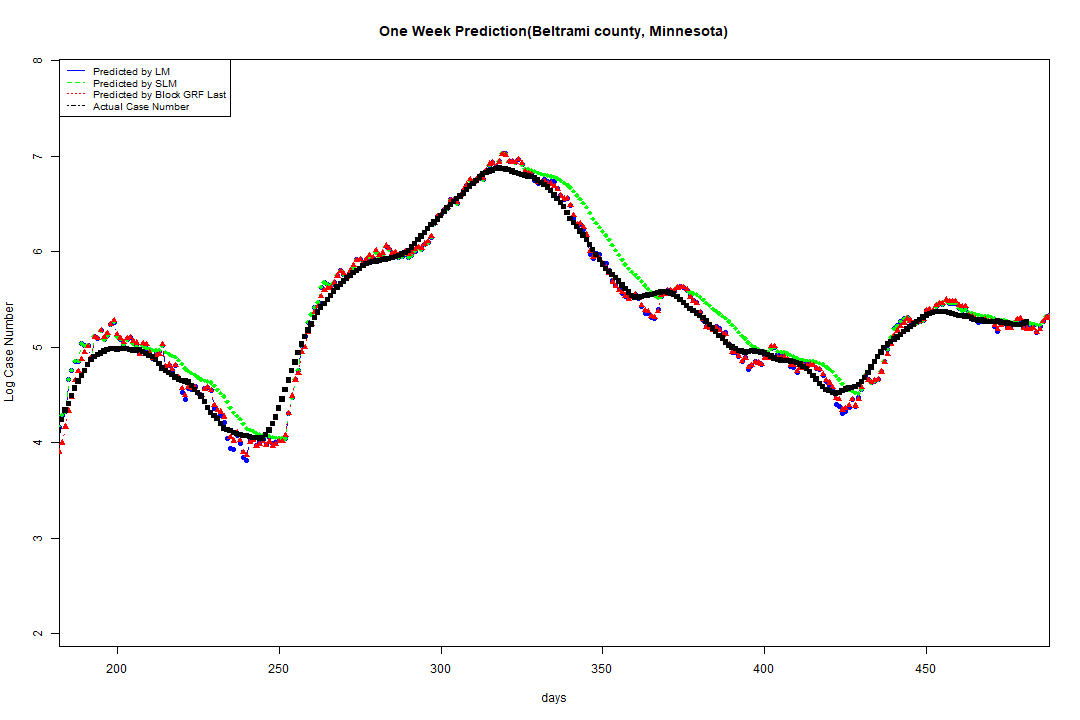 One Week Prediction(Beltrami county, Minnesota)
Predicted by LM
Predicted by SLM
Predicted by Block GRF Last
Actual Case Number
8
7
6
5
4
3
2
Log Case Number
200 250 300 350 400 450
days